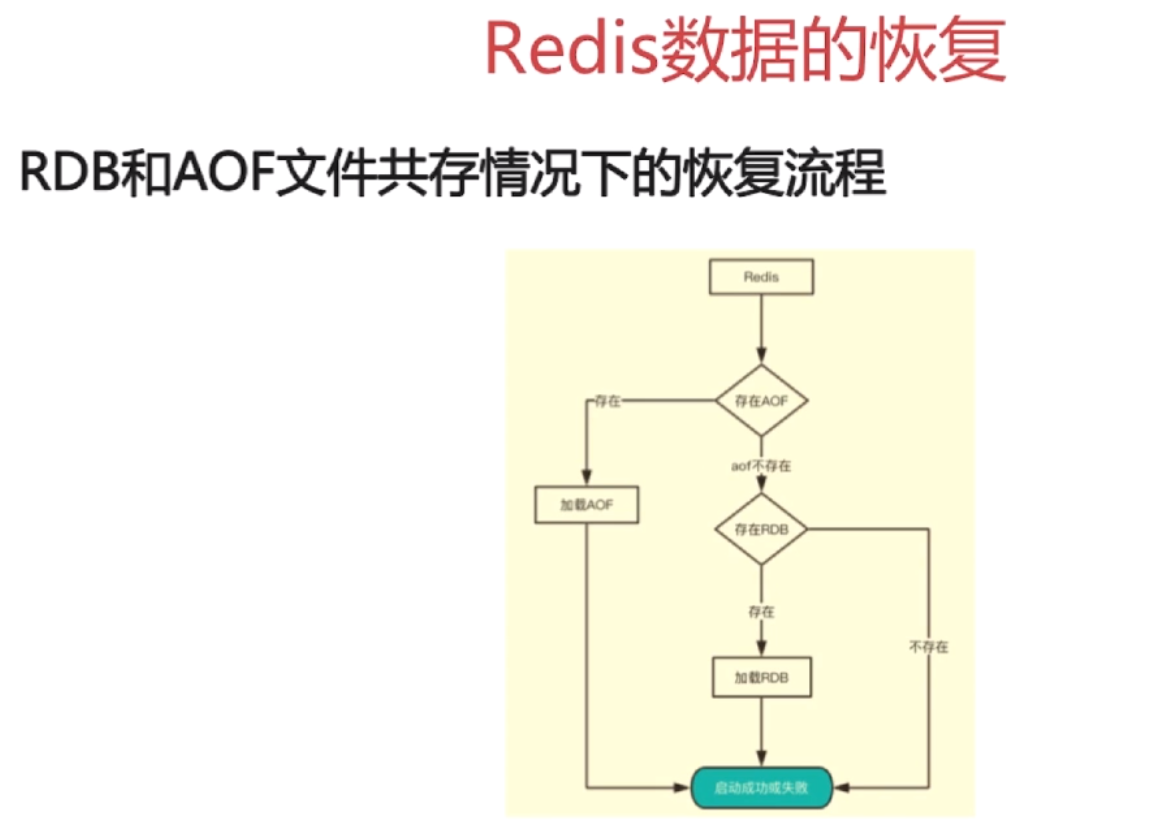 Redis数据的恢复
RDB和AOF文件共存情况下的恢复流程
Redis
存在AOF
存在
aof不存在
加载AOF
存在RDB
存在
不存在
加载RDB
启动成功或失败